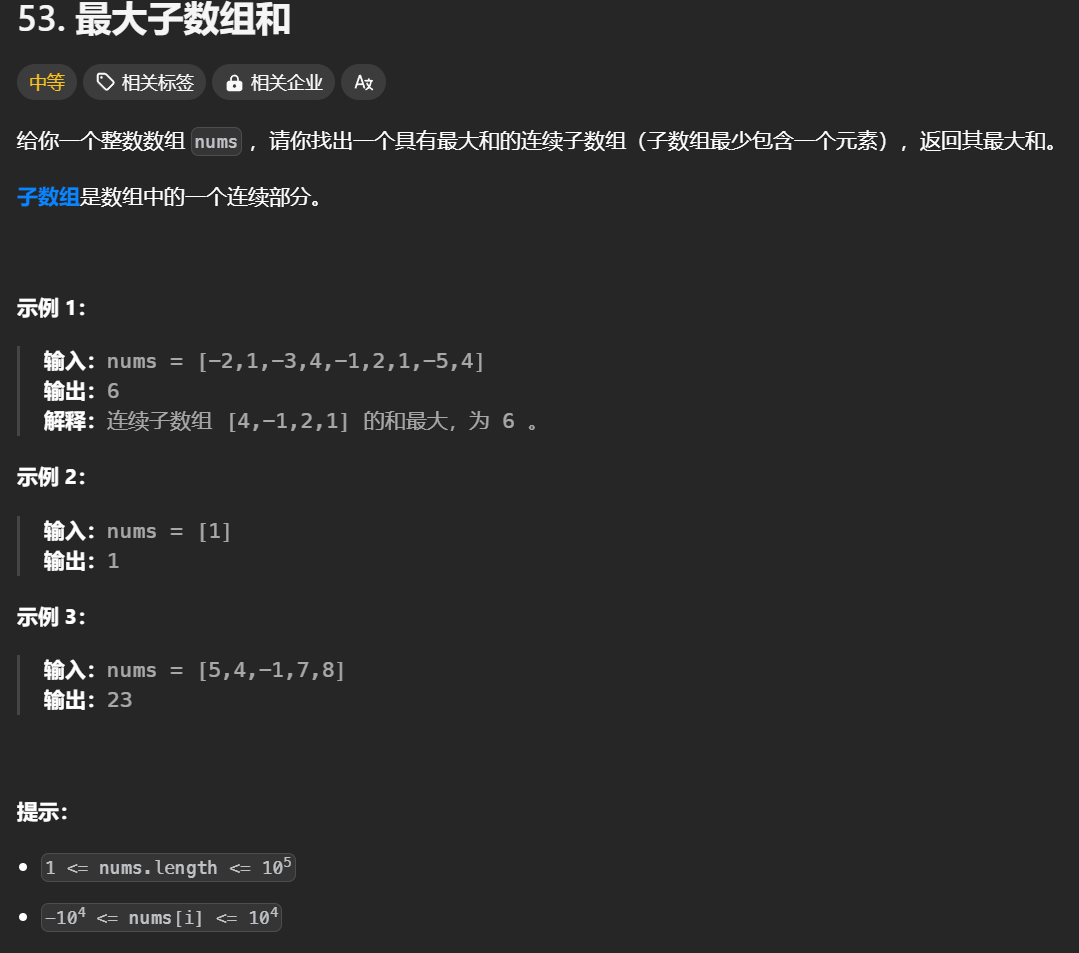 53. 最大子数组和
中等 相关标签 相关企业 A文
给你一个整数数组 nums ，请你找出一个具有最大和的连续子数组（子数组最少包含一个元素），返回其最大和。
子数组是数组中的一个连续部分。
示例 1：
输入：nums = [-2,1,-3,4,-1,2,1,-5,4]
输出：6
解释：连续子数组 [4,-1,2,1] 的和最大，为 6 。
示例 2：
输入：nums = [1]
输出：1
示例 3：
输入：nums = [5,4,-1,7,8]
输出：23
提示：
1 <= nums.length <= 10⁵
-10⁴ <= nums[i] <= 10⁴